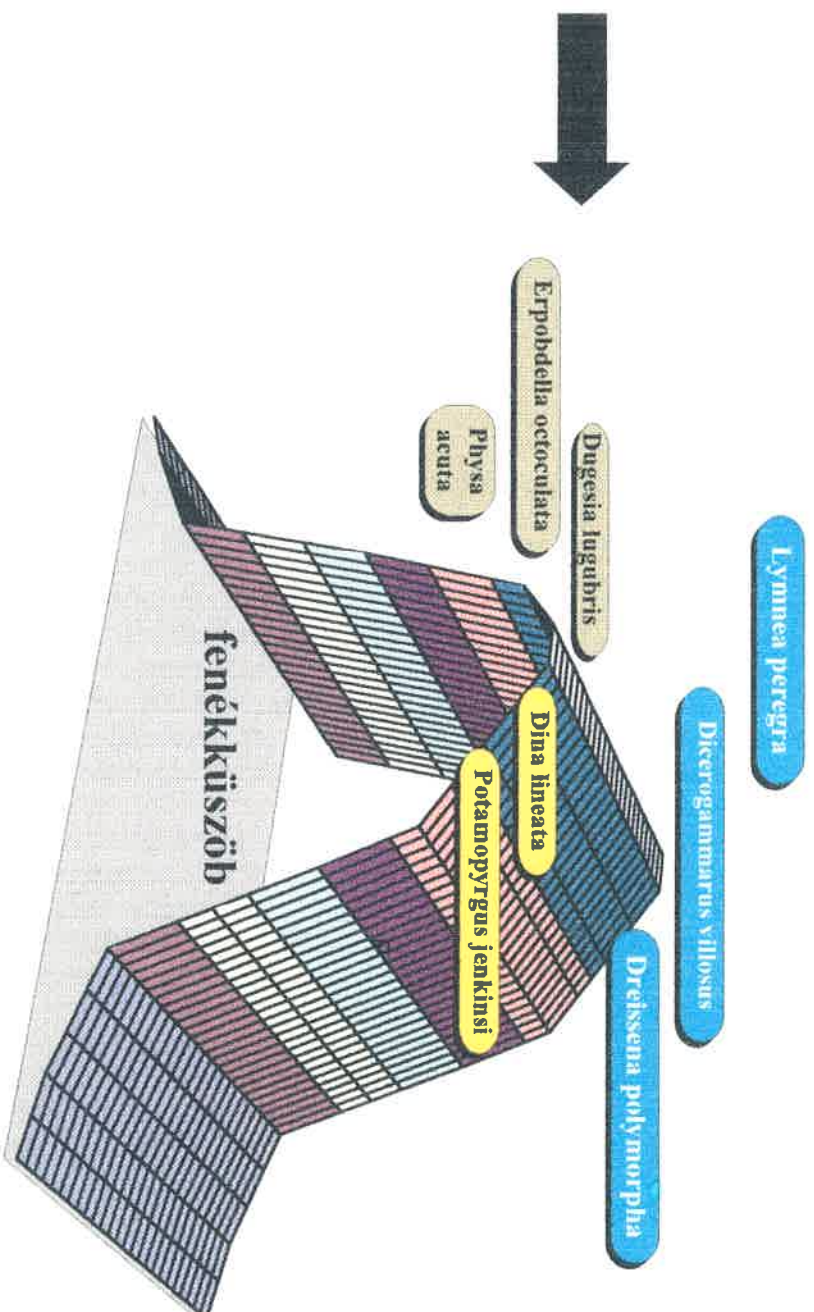 Lymnea peregra
Dicerogammarus villosus
Dreissena polymorpha
Dugesia lugubris
Erpobdella octoculata
Dina lineata
Potamopyrgus jenkinsi
Physa
acuta
fenékküszöb